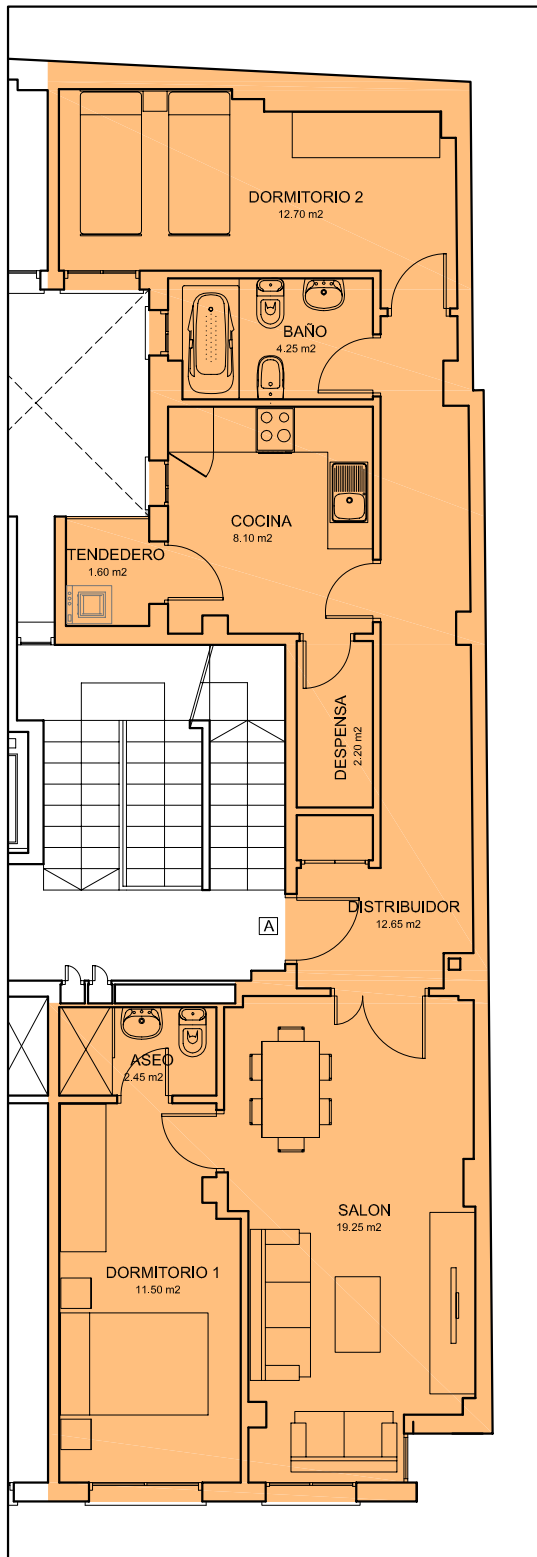 DORMITORIO 2
12.70 m2
BAÑO
4.25 m2
COCINA
8.10 m2
TENDEDERO
1.60 m2
DESPENSA
2.20 m2
DISTRIBUIDOR
12.65 m2
A
ASEO
2.45 m2
SALON
19.25 m2
DORMITORIO 1
11.50 m2